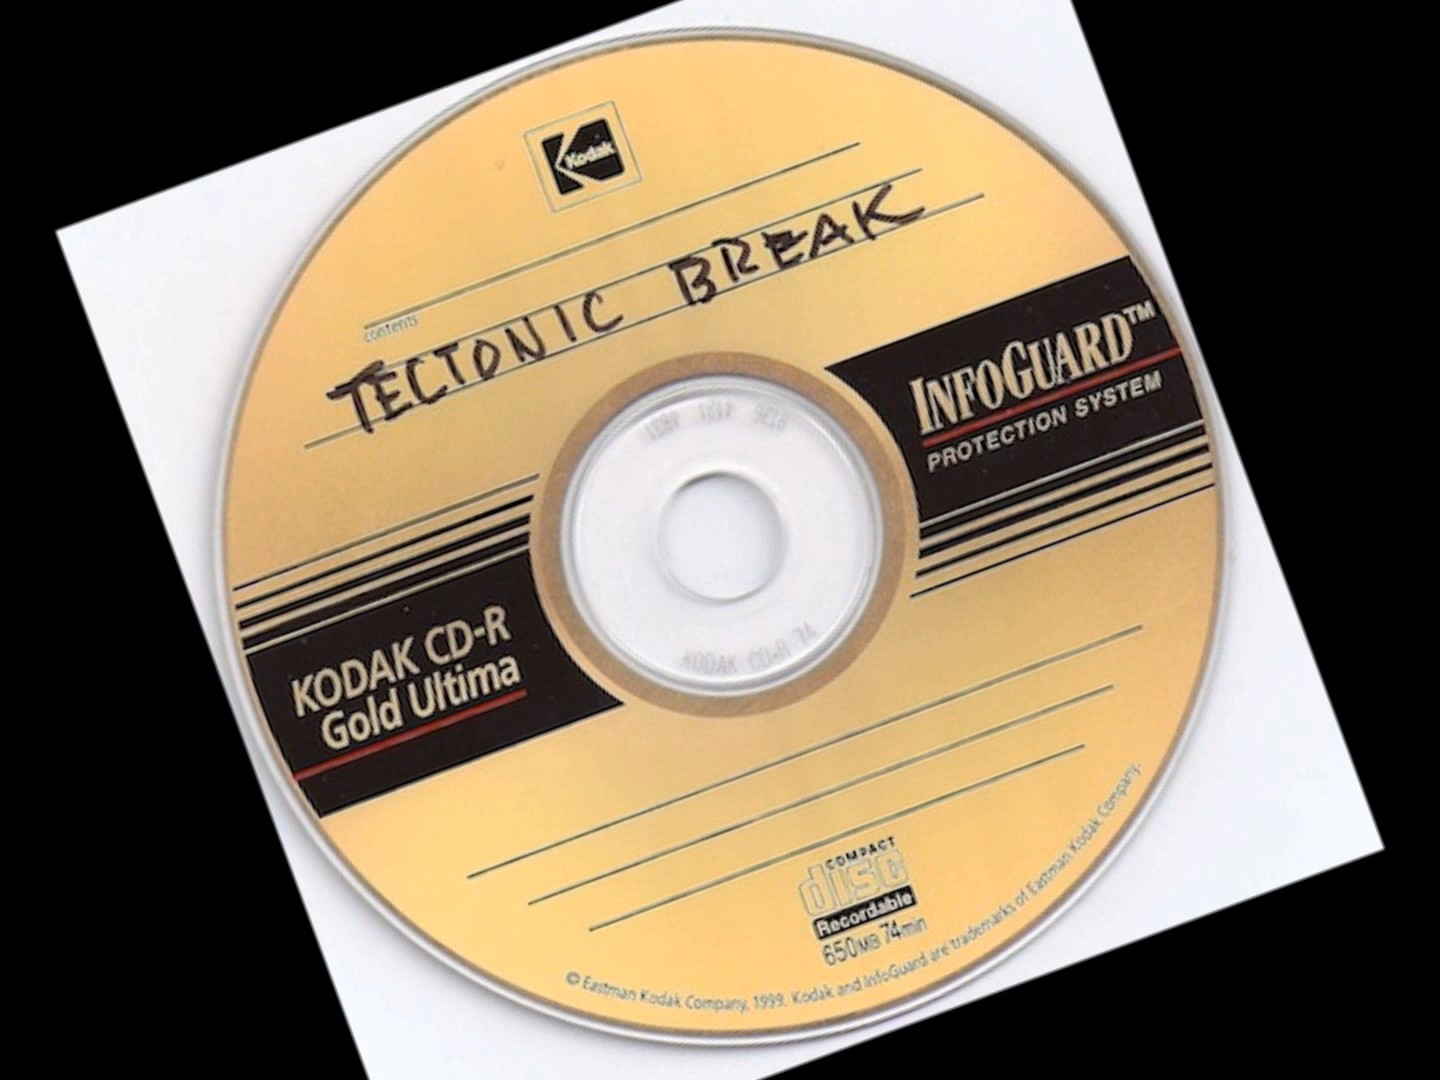 Kodak
contents
TECTONIC BREAK
INFOGUARD™
PROTECTION SYSTEM
KODAK CD-R
Gold Ultima
KODAK CD-R 74
COMPACT
disc
Recordable
650MB 74min
© Eastman Kodak Company, 1999. Kodak and InfoGuard are trademarks of Eastman Kodak Company.